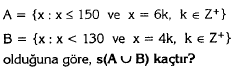 A = {x : x ≤ 150 ve x = 6k, k ∈ Z⁺}
B = {x : x < 130 ve x = 4k, k ∈ Z⁺}
olduğuna göre, s(A ∪ B) kaçtır?